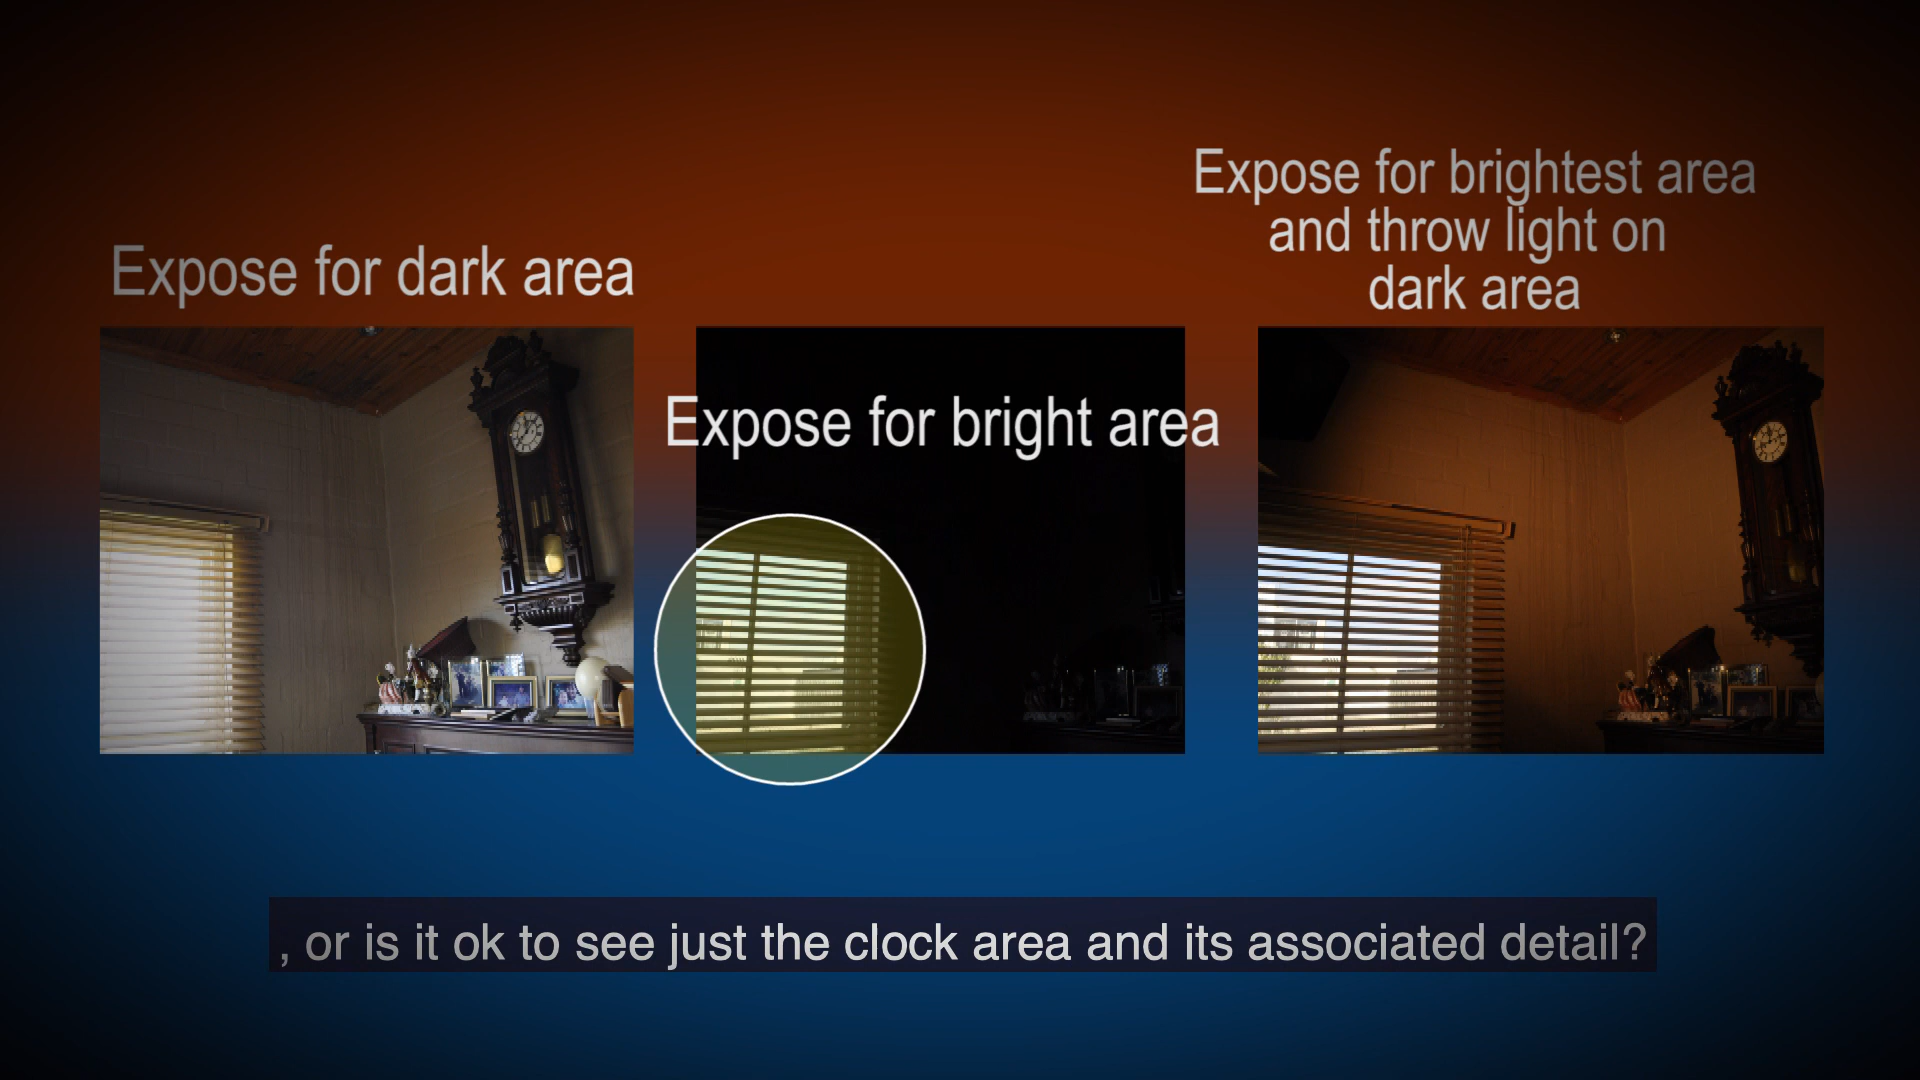 Expose for dark area
Expose for bright area
Expose for brightest area
and throw light on
dark area
, or is it ok to see just the clock area and its associated detail?